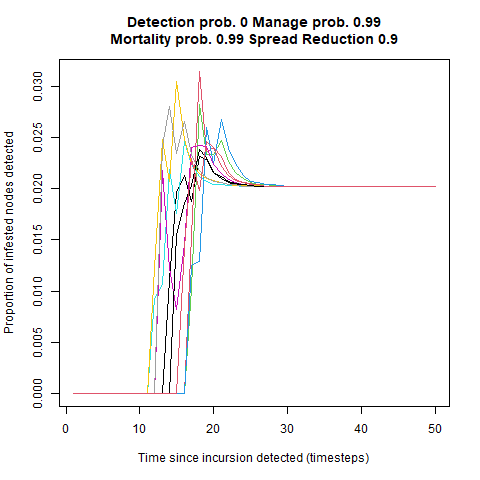 Detection prob. 0 Manage prob. 0.99
Mortality prob. 0.99 Spread Reduction 0.9
Proportion of infested nodes detected
0.030
0.025
0.020
0.015
0.010
0.005
0.000
0 10 20 30 40 50
Time since incursion detected (timesteps)